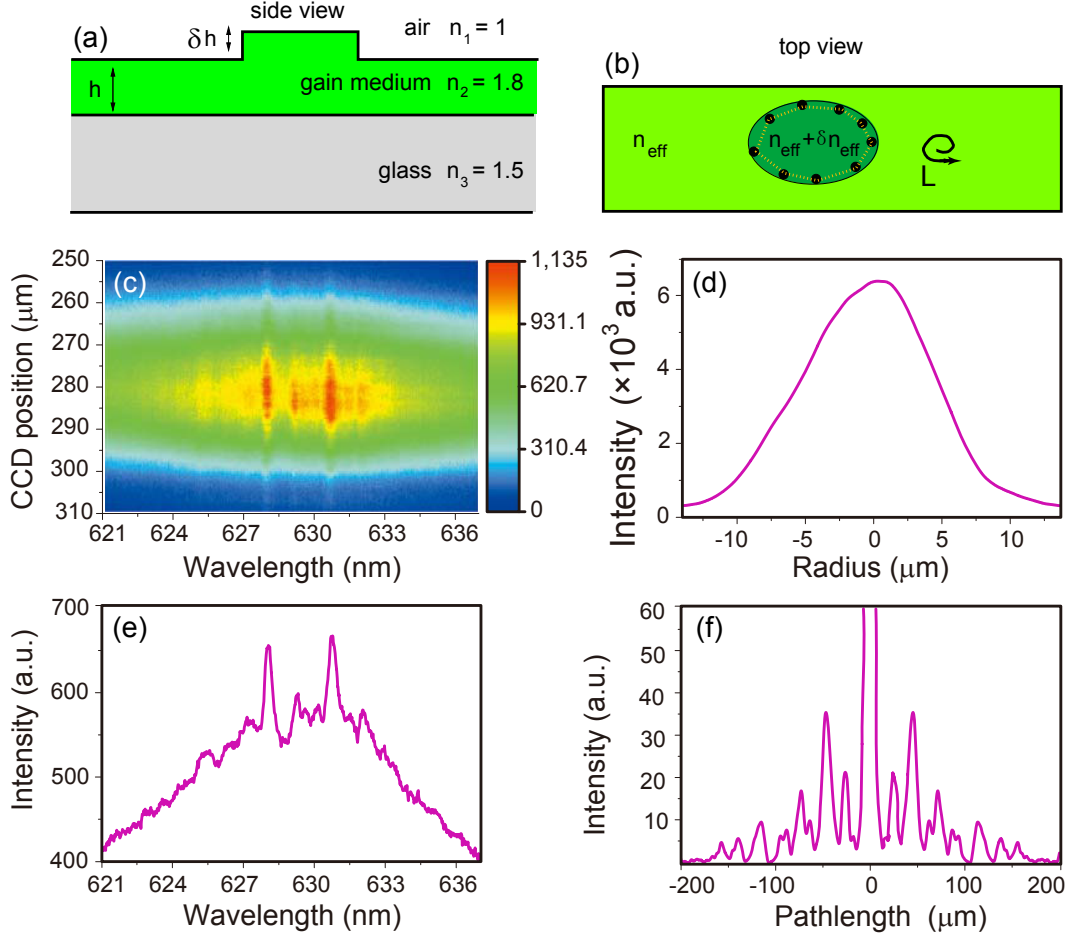 side view
(a)
δh
air n₁ = 1
h
gain medium n₂ = 1.8
glass n₃ = 1.5
top view
(b)
n_eff
n_eff+δn_eff
L
(c)
CCD position (μm)
250
260
270
280
290
300
310
621
624
627
630
633
636
Wavelength (nm)
1,135
931.1
620.7
310.4
0
(d)
Intensity (×10³ a.u.)
6
4
2
0
-10
-5
0
5
10
Radius (μm)
(e)
Intensity (a.u.)
700
600
500
400
621
624
627
630
633
636
Wavelength (nm)
(f)
Intensity (a.u.)
60
50
40
30
20
10
-200
-100
0
100
200
Pathlength (μm)